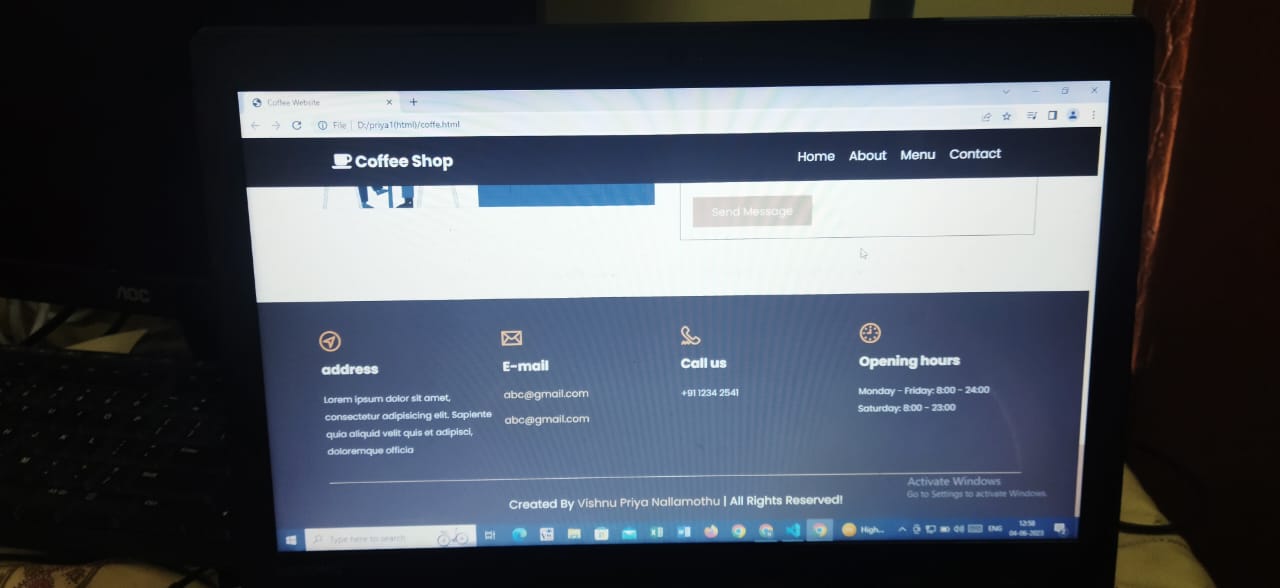 Coffee Website
File
D:/priya1(html)/coffe.html
Coffee Shop
Home About Menu Contact
Send Message
address
Lorem ipsum dolor sit amet,
consectetur adipisicing elit. Sapiente
quia aliquid velit quis et adipisci,
doloremque officia
E-mail
abc@gmail.com
abc@gmail.com
Call us
+91 1234 2541
Opening hours
Monday - Friday: 8:00 - 24:00
Saturday: 8:00 - 23:00
Created By Vishnu Priya Nallamothu | All Rights Reserved!
Activate Windows
Go to Settings to activate Windows.
Type here to search
High...
ENG
12:58
04-06-2023
AOC